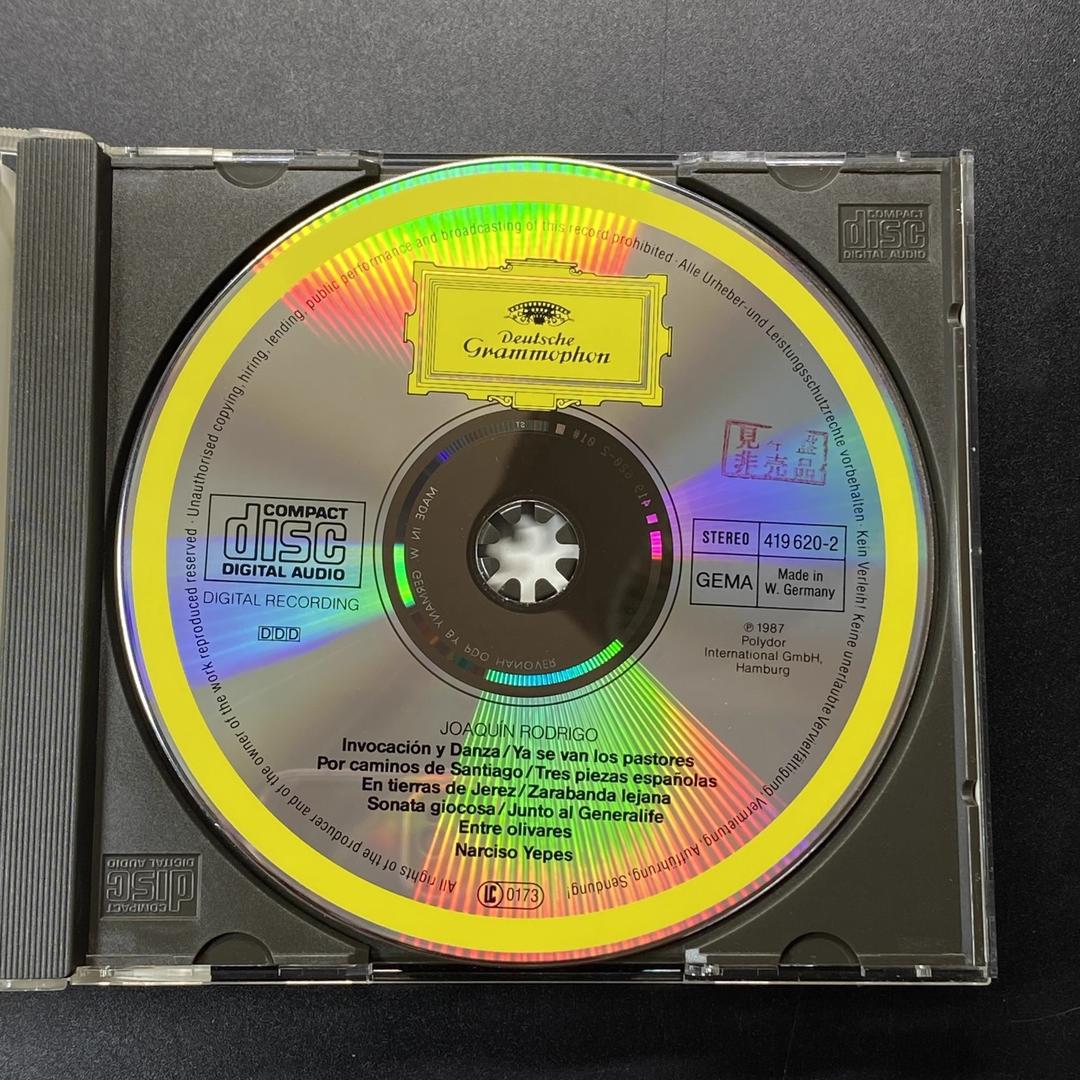 Deutsche
Grammophon
All rights of the producer and of the owner of the work reproduced reserved · Unauthorised copying, hiring, lending, public performance and broadcasting of this record prohibited · Alle Urheber- und Leistungsschutzrechte vorbehalten · Kein Verleih! Keine unerlaubte Vervielfältigung, Vermietung, Aufführung, Sendung!
COMPACT
disc
DIGITAL AUDIO
COMPACT
disc
DIGITAL AUDIO
DIGITAL RECORDING
DDD
見 盤
非売品
STEREO 419 620-2
GEMA Made in
W. Germany
℗ 1987
Polydor
International GmbH,
Hamburg
MADE IN W. GERMANY BY PDO HANOVER
419 620-2 01#
JOAQUÍN RODRIGO
Invocación y Danza/Ya se van los pastores
Por caminos de Santiago/Tres piezas españolas
En tierras de Jerez/Zarabanda lejana
Sonata giocosa/Junto al Generalife
Entre olivares
Narciso Yepes
LC 0173
COMPACT
disc
DIGITAL AUDIO